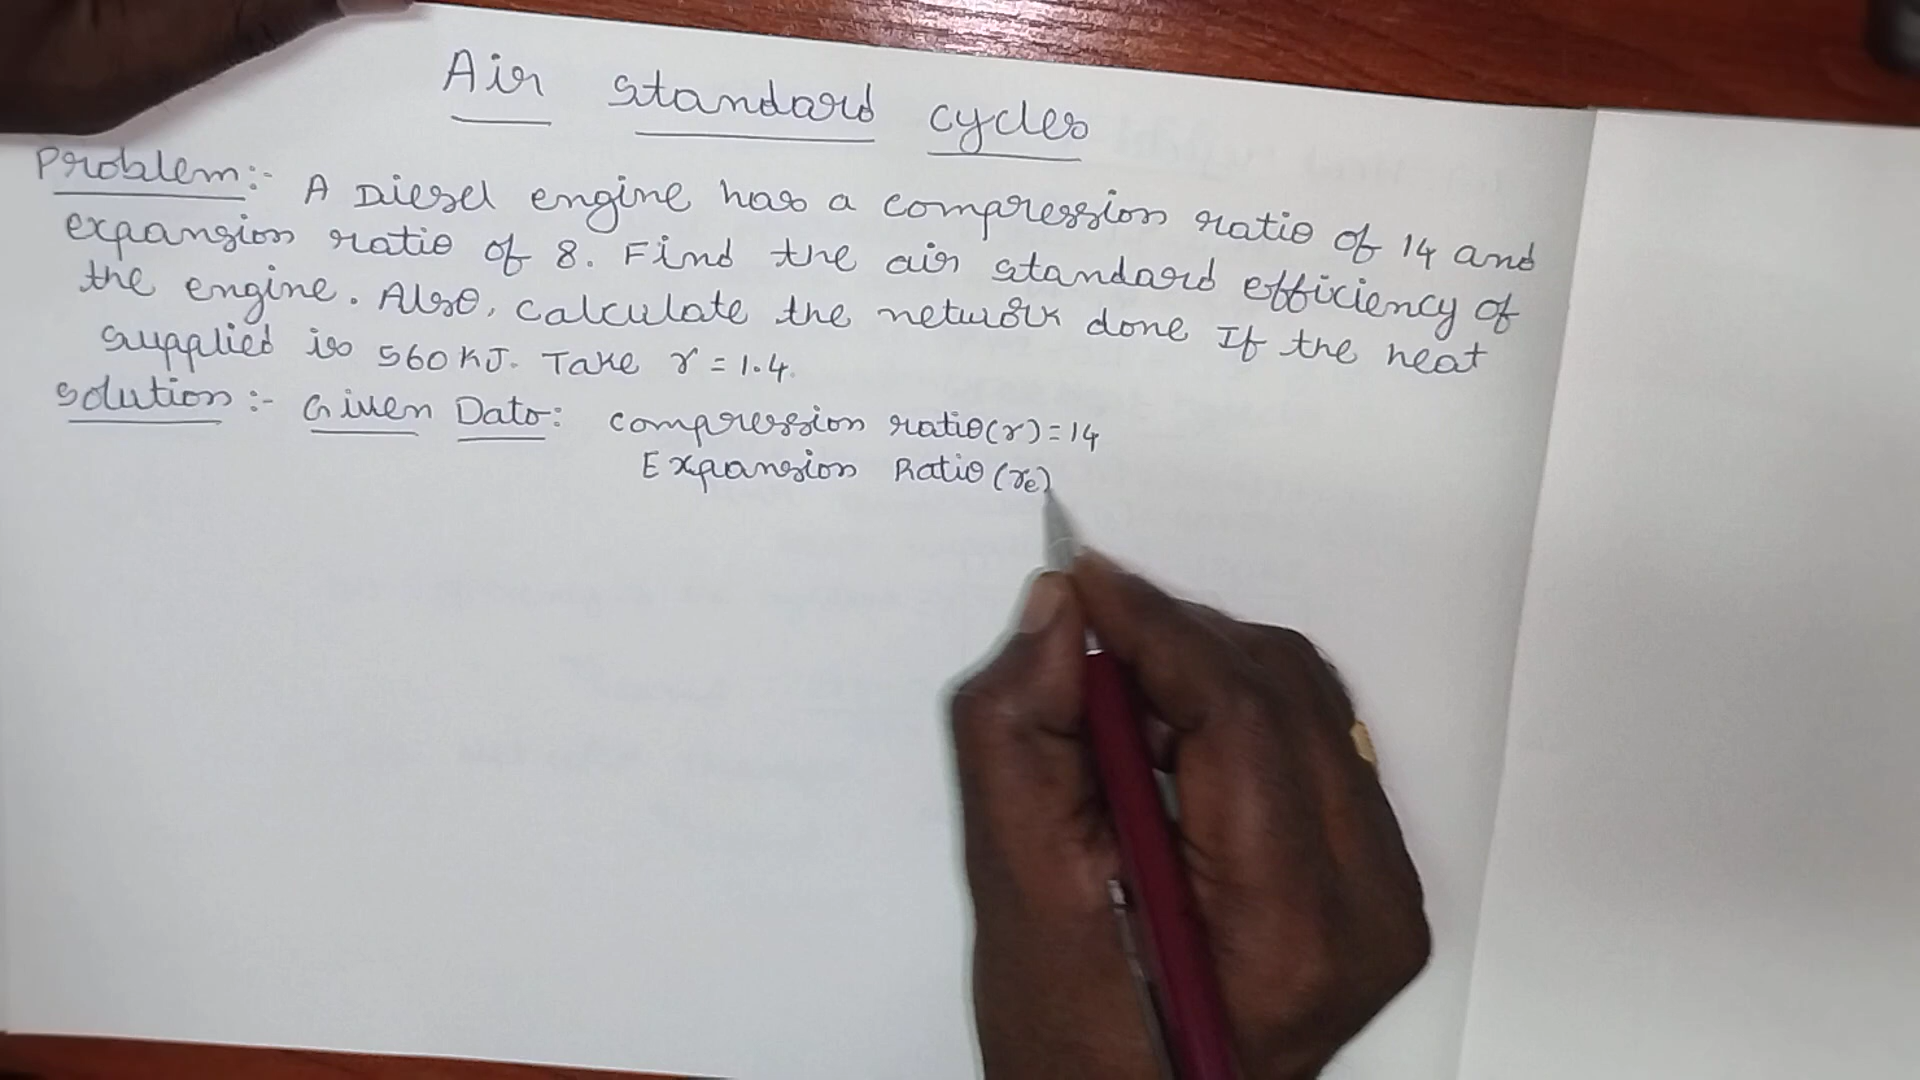 Air standard cycles
Problem:- A Diesel engine has a compression ratio of 14 and
expansion ratio of 8. Find the air standard efficiency of
the engine. Also, calculate the network done If the heat
supplied is 560 KJ. Take γ = 1.4.
Solution:- Given Data: compression ratio(r)=14
Expansion Ratio(re)